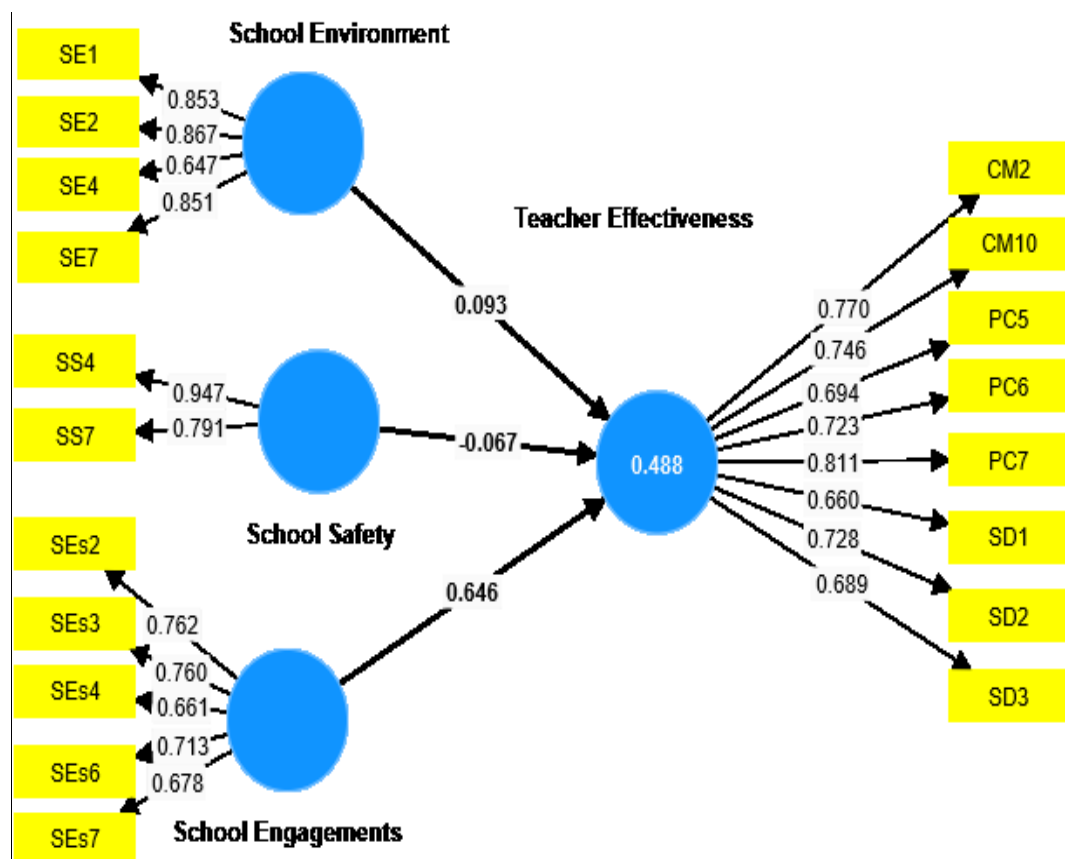 School Environment
SE1
0.853
SE2
0.867
SE4
0.647
SE7
0.851
Teacher Effectiveness
0.093
SS4
0.947
SS7
0.791
-0.067
School Safety
0.488
SEs2
0.762
SEs3
0.760
SEs4
0.661
SEs6
0.713
SEs7
0.678
0.646
School Engagements
CM2
0.770
CM10
0.746
PC5
0.694
PC6
0.723
PC7
0.811
SD1
0.660
SD2
0.728
SD3
0.689